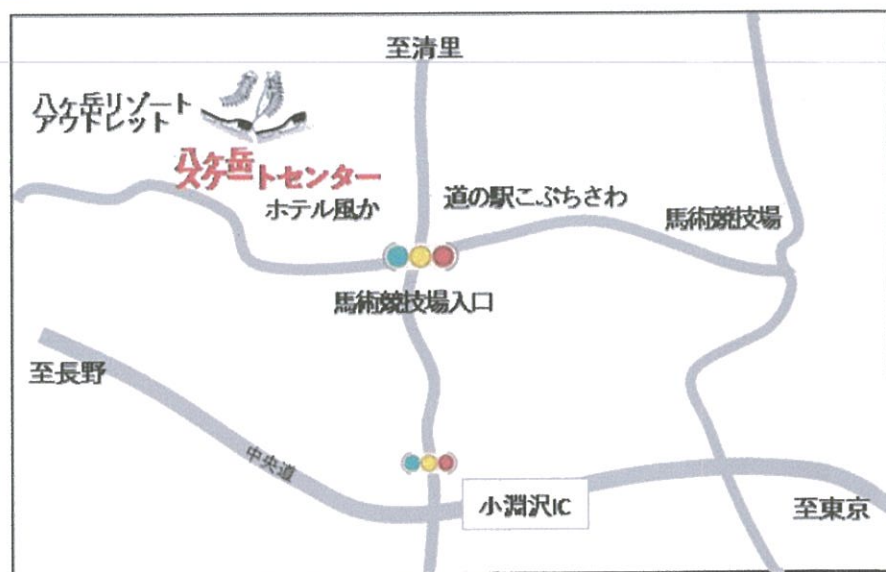 至清里
八ヶ岳リゾート
アウトレット
八ヶ岳
スケートセンター
ホテル風か
道の駅こぶちさわ
馬術競技場
馬術競技場入口
至長野
中央道
小淵沢IC
至東京